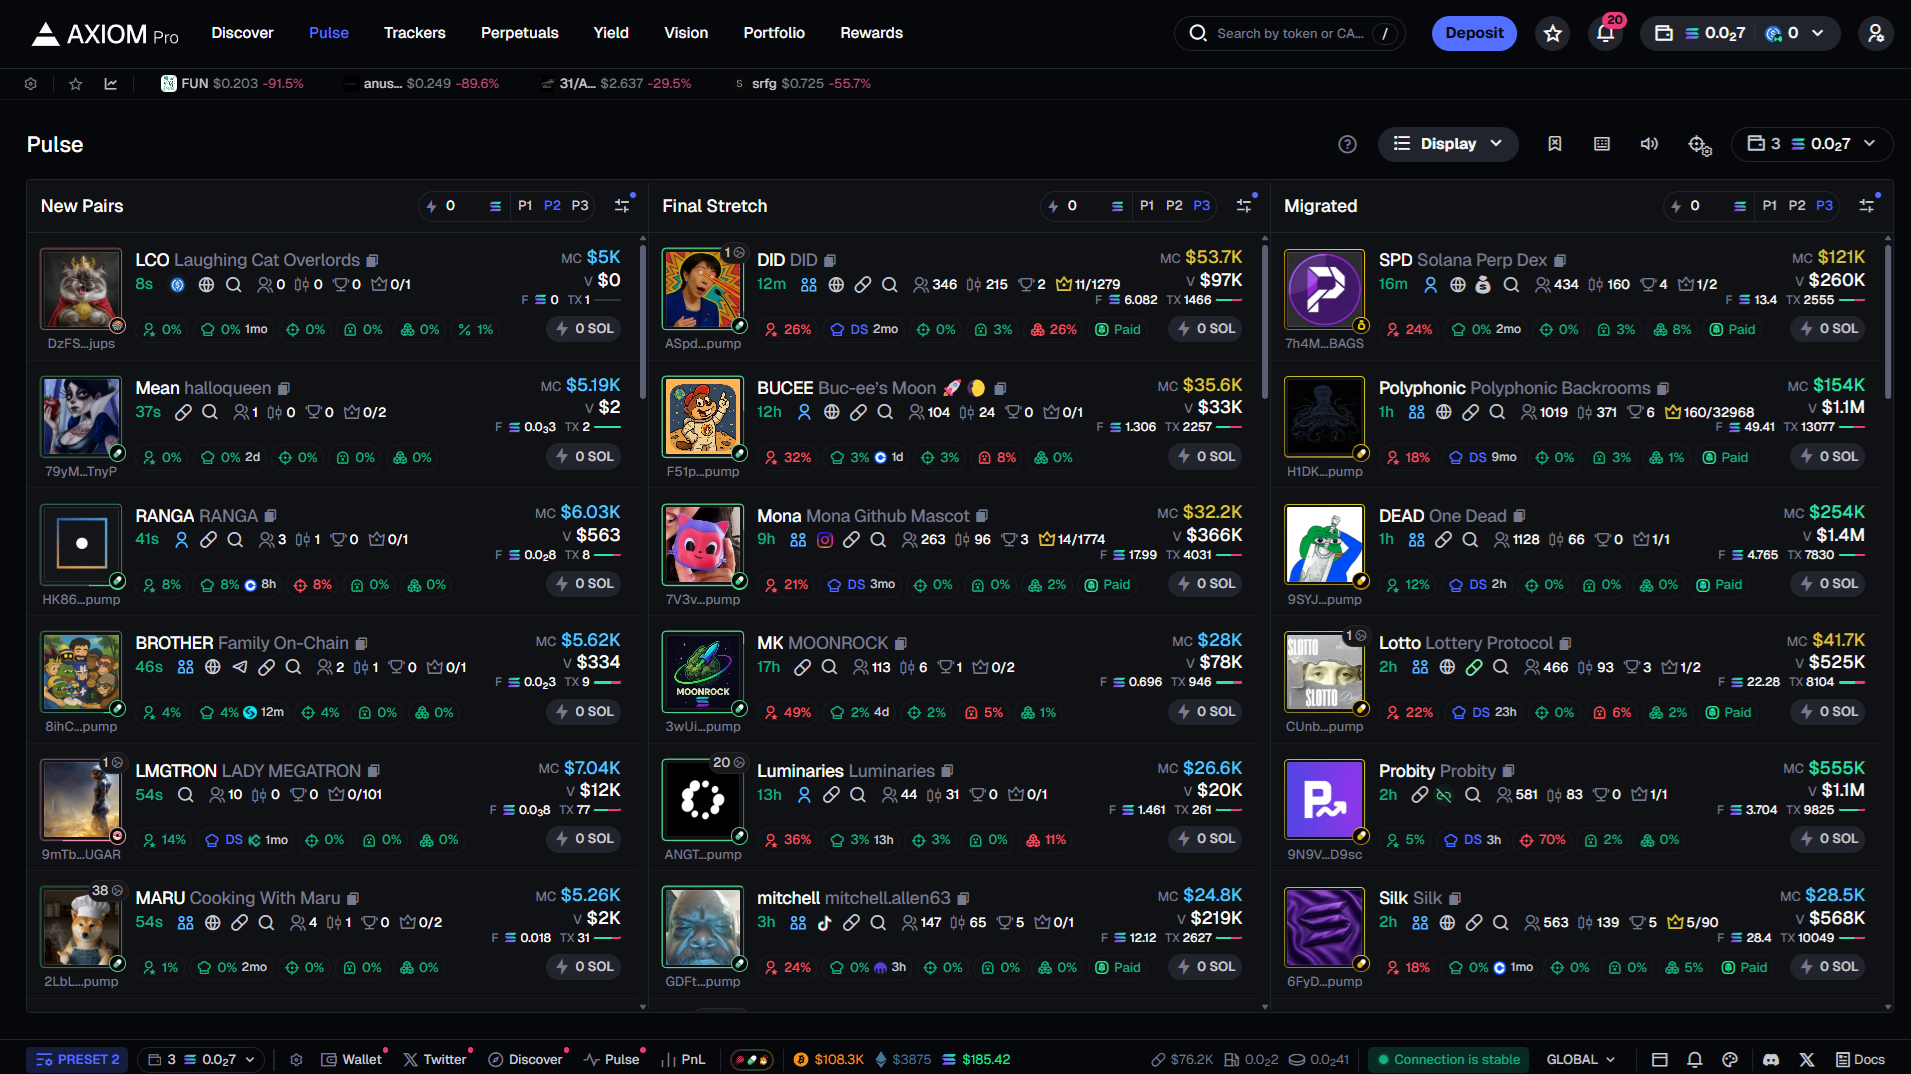 AXIOM Pro Discover Pulse Trackers Perpetuals Yield Vision Portfolio Rewards Search by token or CA... / Deposit 20 0.0₂7 0
FUN $0.203 -91.5% anus... $0.249 -89.6% 31/A... $2.637 -29.5% S srfg $0.725 -55.7%
Pulse ? Display 3 0.0₂7
New Pairs 0 P1 P2 P3
LCO Laughing Cat Overlords MC $5K
8s 0 0 0 0/1 V $0
F 0 TX 1
0% 0% 1mo 0% 0% 0% 1% 0 SOL
DzFS...jups
Mean halloqueen MC $5.19K
37s 1 0 0 0/2 V $2
F 0.0₃3 TX 2
0% 0% 2d 0% 0% 0% 0 SOL
79yM...TnyP
RANGA RANGA MC $6.03K
41s 3 1 0 0/1 V $563
F 0.0₂8 TX 8
8% 8% 8h 8% 0% 0% 0 SOL
HK86...pump
BROTHER Family On-Chain MC $5.62K
46s 2 1 0 0/1 V $334
F 0.0₂3 TX 9
4% 4% 12m 4% 0% 0% 0 SOL
8ihC...pump
1
LMGTRON LADY MEGATRON MC $7.04K
54s 10 0 0 0/101 V $12K
F 0.0₃8 TX 77
14% DS 1mo 0% 0% 0% 0 SOL
9mTb...UGAR
38
MARU Cooking With Maru MC $5.26K
54s 4 1 0 0/2 V $2K
F 0.018 TX 31
1% 0% 2mo 0% 0% 0% 0 SOL
2LbL...pump
Final Stretch 0 P1 P2 P3
1
DID DID MC $53.7K
12m 346 215 2 11/1279 V $97K
F 6.082 TX 1466
26% DS 2mo 0% 3% 26% Paid 0 SOL
ASpd...pump
BUCEE Buc-ee's Moon 🚀🌔 MC $35.6K
12h 104 24 0 0/1 V $33K
F 1.306 TX 2257
32% 3% 1d 3% 8% 0% 0 SOL
F51p...pump
Mona Mona Github Mascot MC $32.2K
9h 263 96 3 14/1774 V $366K
F 17.99 TX 4031
21% DS 3mo 0% 0% 2% Paid 0 SOL
7V3v...pump
MOONROCK
MK MOONROCK MC $28K
17h 113 6 1 0/2 V $78K
F 0.696 TX 946
49% 2% 4d 2% 5% 1% 0 SOL
3wUi...pump
20
Luminaries Luminaries MC $26.6K
13h 44 31 0 0/1 V $20K
F 1.461 TX 261
36% 3% 13h 3% 0% 11% 0 SOL
ANGT...pump
mitchell mitchell.allen63 MC $24.8K
3h 147 65 5 0/1 V $219K
F 12.12 TX 2627
24% 0% 3h 0% 0% 0% Paid 0 SOL
GDFt...pump
Migrated 0 P1 P2 P3
SPD Solana Perp Dex MC $121K
16m 434 160 4 1/2 V $260K
F 13.4 TX 2555
24% 0% 2mo 0% 3% 8% Paid 0 SOL
7h4M...BAGS
Polyphonic Polyphonic Backrooms MC $154K
1h 1019 371 6 160/32968 V $1.1M
F 49.41 TX 13077
18% DS 9mo 0% 3% 1% Paid 0 SOL
H1DK...pump
DEAD One Dead MC $254K
1h 1128 66 0 1/1 V $1.4M
F 4.765 TX 7830
12% DS 2h 0% 0% 0% Paid 0 SOL
9SYJ...pump
1
$LOTTO
$LOTTO
Lotto Lottery Protocol MC $41.7K
2h 466 93 3 1/2 V $525K
F 22.28 TX 8104
22% DS 23h 0% 6% 2% Paid 0 SOL
CUnb...pump
Probity Probity MC $555K
2h 581 83 0 1/1 V $1.1M
F 3.704 TX 9825
5% DS 3h 70% 2% 0% 0 SOL
9N9V...D9sc
Silk Silk MC $28.5K
2h 563 139 5 5/90 V $568K
F 28.4 TX 10049
18% 0% 1mo 0% 0% 5% Paid 0 SOL
6FyD...pump
PRESET 2 3 0.0₂7 Wallet Twitter Discover Pulse PnL $108.3K $3875 $185.42 $76.2K 0.0₂2 0.0₂41 Connection is stable GLOBAL Docs